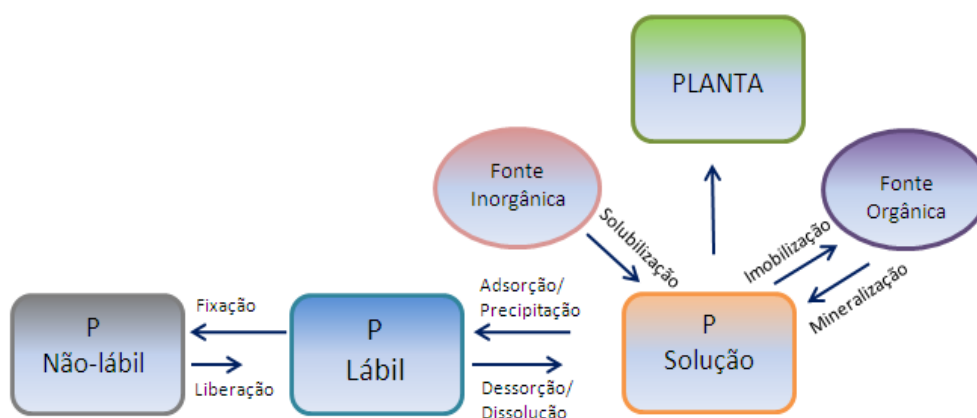 PLANTA
Fonte
Inorgânica
Fonte
Orgânica
Solubilização
Imobilização
Mineralização
Adsorção/
Precipitação
Fixação
P
Não-lábil
P
Lábil
P
Solução
Liberação
Dessorção/
Dissolução